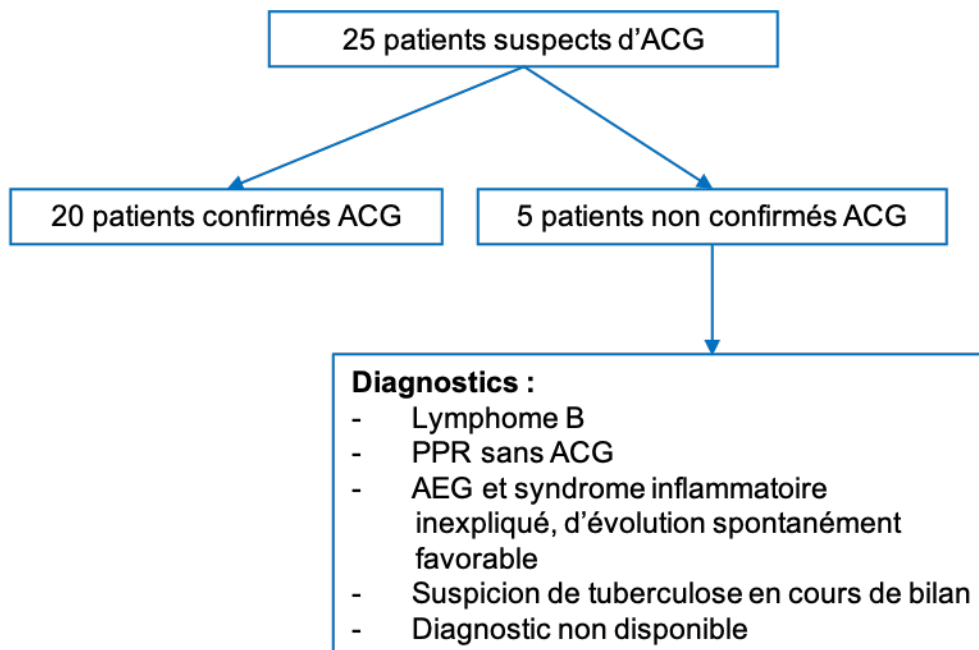 25 patients suspects d'ACG
20 patients confirmés ACG
5 patients non confirmés ACG
Diagnostics :
- Lymphome B
- PPR sans ACG
- AEG et syndrome inflammatoire
inexpliqué, d'évolution spontanément
favorable
- Suspicion de tuberculose en cours de bilan
- Diagnostic non disponible